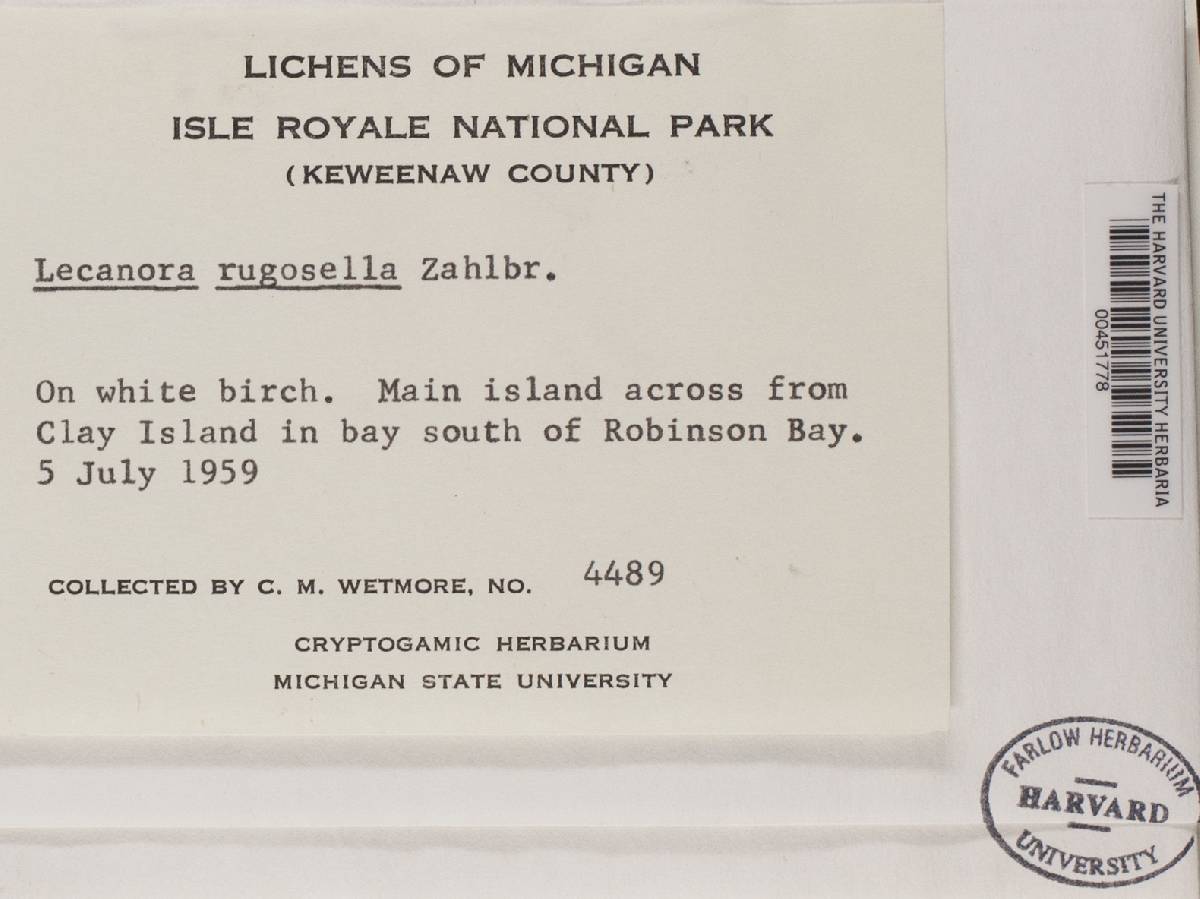 LICHENS OF MICHIGAN
ISLE ROYALE NATIONAL PARK
(KEWEENAW COUNTY)
Lecanora rugosella Zahlbr.
On white birch. Main island across from
Clay Island in bay south of Robinson Bay.
5 July 1959
COLLECTED BY C. M. WETMORE, NO. 4489
CRYPTOGAMIC HERBARIUM
MICHIGAN STATE UNIVERSITY
THE HARVARD UNIVERSITY HERBARIA
00451778
FARLOW HERBARIUM
HARVARD
UNIVERSITY